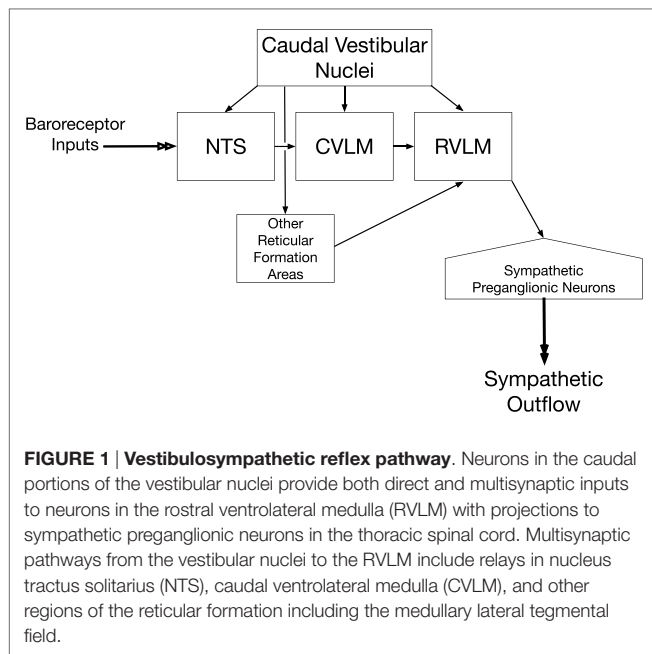 Caudal Vestibular
Nuclei
Baroreceptor
Inputs
NTS
CVLM
RVLM
Other
Reticular
Formation
Areas
Sympathetic
Preganglionic Neurons
Sympathetic
Outflow
FIGURE 1 | Vestibulosympathetic reflex pathway. Neurons in the caudal
portions of the vestibular nuclei provide both direct and multisynaptic inputs
to neurons in the rostral ventrolateral medulla (RVLM) with projections to
sympathetic preganglionic neurons in the thoracic spinal cord. Multisynaptic
pathways from the vestibular nuclei to the RVLM include relays in nucleus
tractus solitarius (NTS), caudal ventrolateral medulla (CVLM), and other
regions of the reticular formation including the medullary lateral tegmental
field.